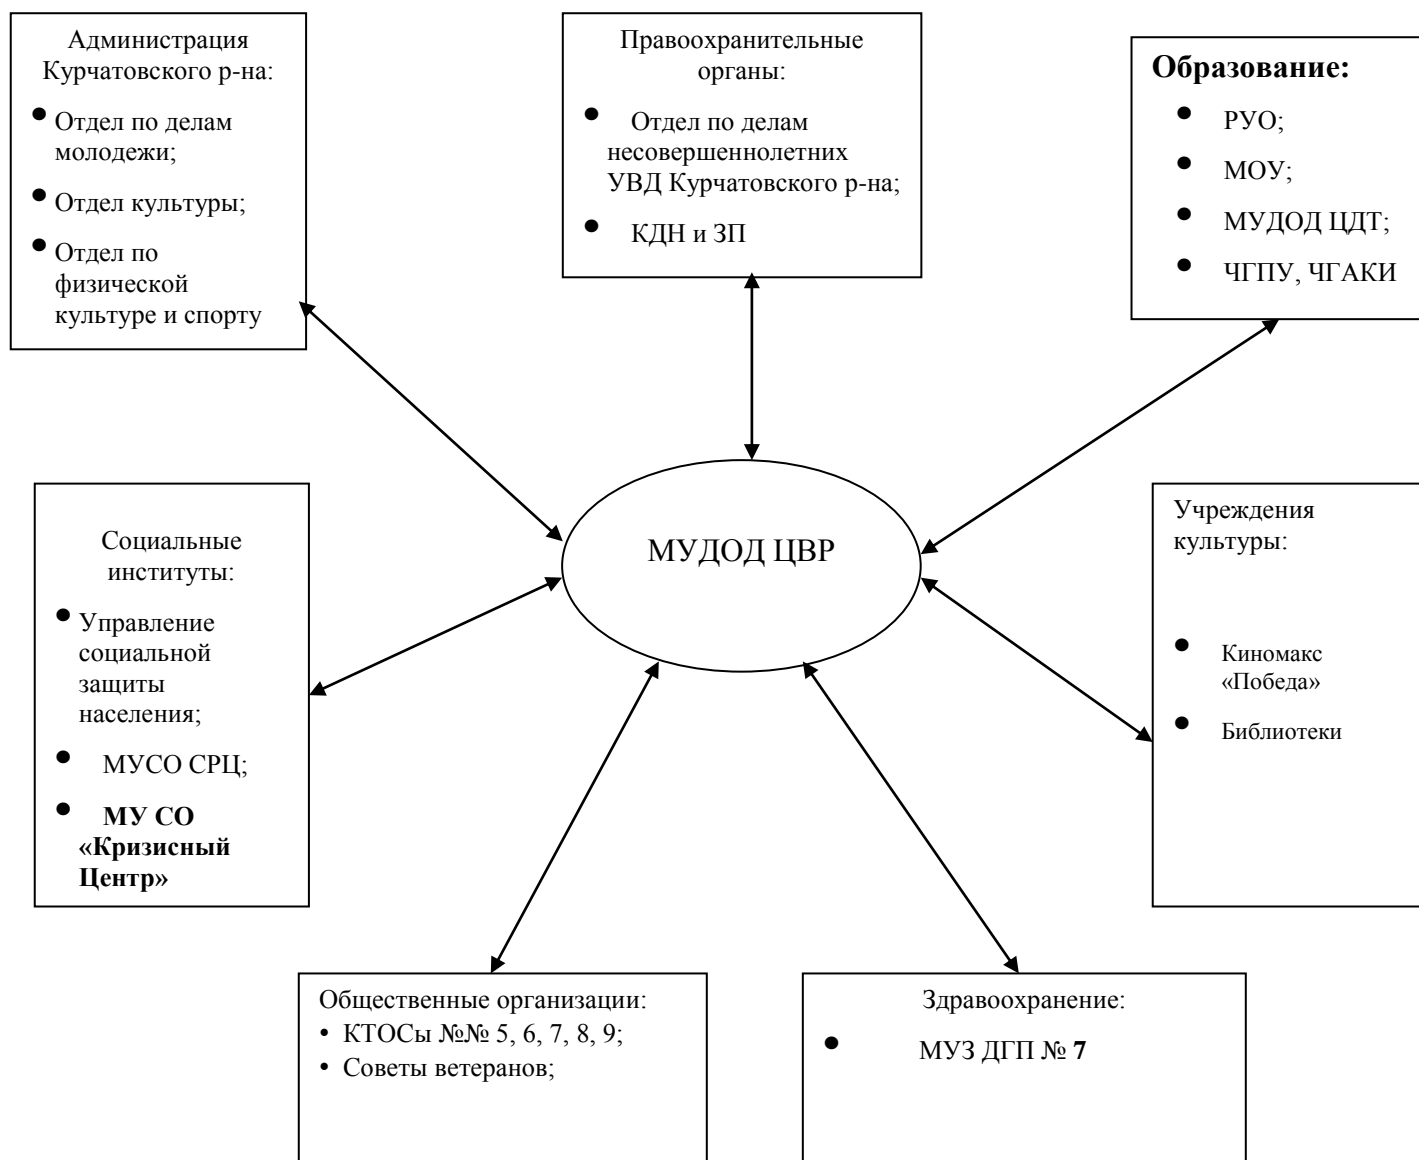 Администрация
Курчатовского р-на:
• Отдел по делам
молодежи;
• Отдел культуры;
• Отдел по
физической
культуре и спорту
Правоохранительные
органы:
• Отдел по делам
несовершеннолетних
УВД Курчатовского р-на;
• КДН и ЗП
Образование:
• РУО;
• МОУ;
• МУДОД ЦДТ;
• ЧГПУ, ЧГАКИ
Социальные
институты:
• Управление
социальной
защиты
населения;
• МУСО СРЦ;
• МУ СО
«Кризисный
Центр»
МУДОД ЦВР
Учреждения
культуры:
• Киномакс
«Победа»
• Библиотеки
Общественные организации:
• КТОСы №№ 5, 6, 7, 8, 9;
• Советы ветеранов;
Здравоохранение:
• МУЗ ДГП № 7